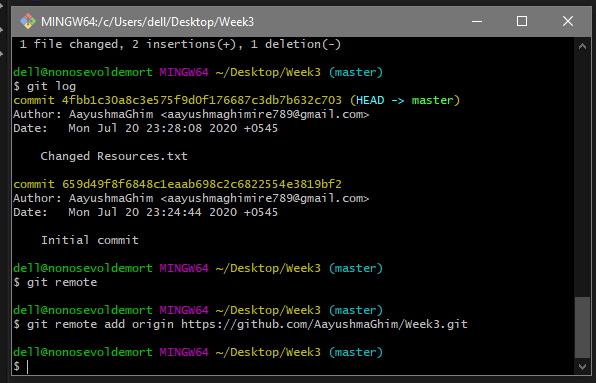 MINGW64:/c/Users/dell/Desktop/Week3
1 file changed, 2 insertions(+), 1 deletion(-)
dell@nonosevoldemort MINGW64 ~/Desktop/Week3 (master)
$ git log
commit 4fbb1c30a8c3e575f9d0f176687c3db7b632c703 (HEAD -> master)
Author: AayushmaGhim <aayushmaghimire789@gmail.com>
Date:   Mon Jul 20 23:28:08 2020 +0545
Changed Resources.txt
commit 659d49f8f6848c1eaab698c2c6822554e3819bf2
Author: AayushmaGhim <aayushmaghimire789@gmail.com>
Date:   Mon Jul 20 23:24:44 2020 +0545
Initial commit
dell@nonosevoldemort MINGW64 ~/Desktop/Week3 (master)
$ git remote
dell@nonosevoldemort MINGW64 ~/Desktop/Week3 (master)
$ git remote add origin https://github.com/AayushmaGhim/Week3.git
dell@nonosevoldemort MINGW64 ~/Desktop/Week3 (master)
$